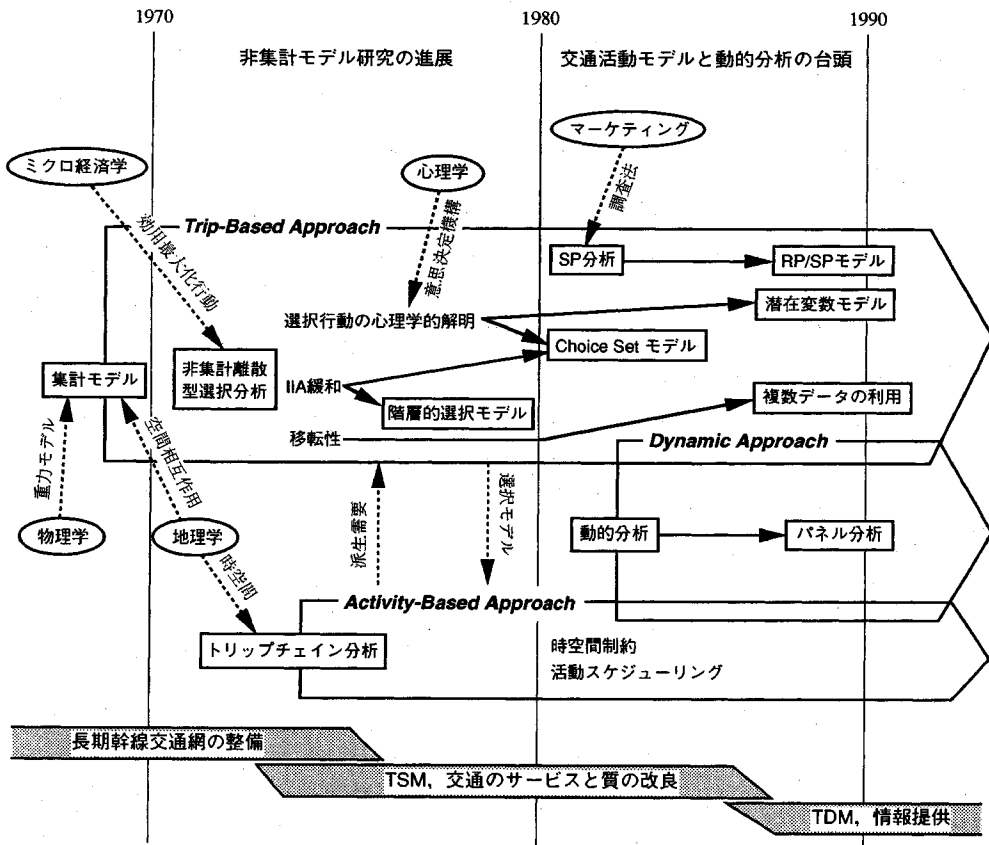 1970
1980
1990
非集計モデル研究の進展
交通活動モデルと動的分析の台頭
マーケティング
ミクロ経済学
心理学
調査法
効用最大化行動
Trip-Based Approach
意思決定機構
SP分析
RP/SPモデル
潜在変数モデル
選択行動の心理学的解明
Choice Set モデル
集計モデル
非集計離散
型選択分析
IIA緩和
階層的選択モデル
複数データの利用
移転性
Dynamic Approach
重力モデル
空間相互作用
派生需要
選択モデル
物理学
地理学
動的分析
パネル分析
時空間
Activity-Based Approach
トリップチェイン分析
時空間制約
活動スケジューリング
長期幹線交通網の整備
TSM，交通のサービスと質の改良
TDM，情報提供